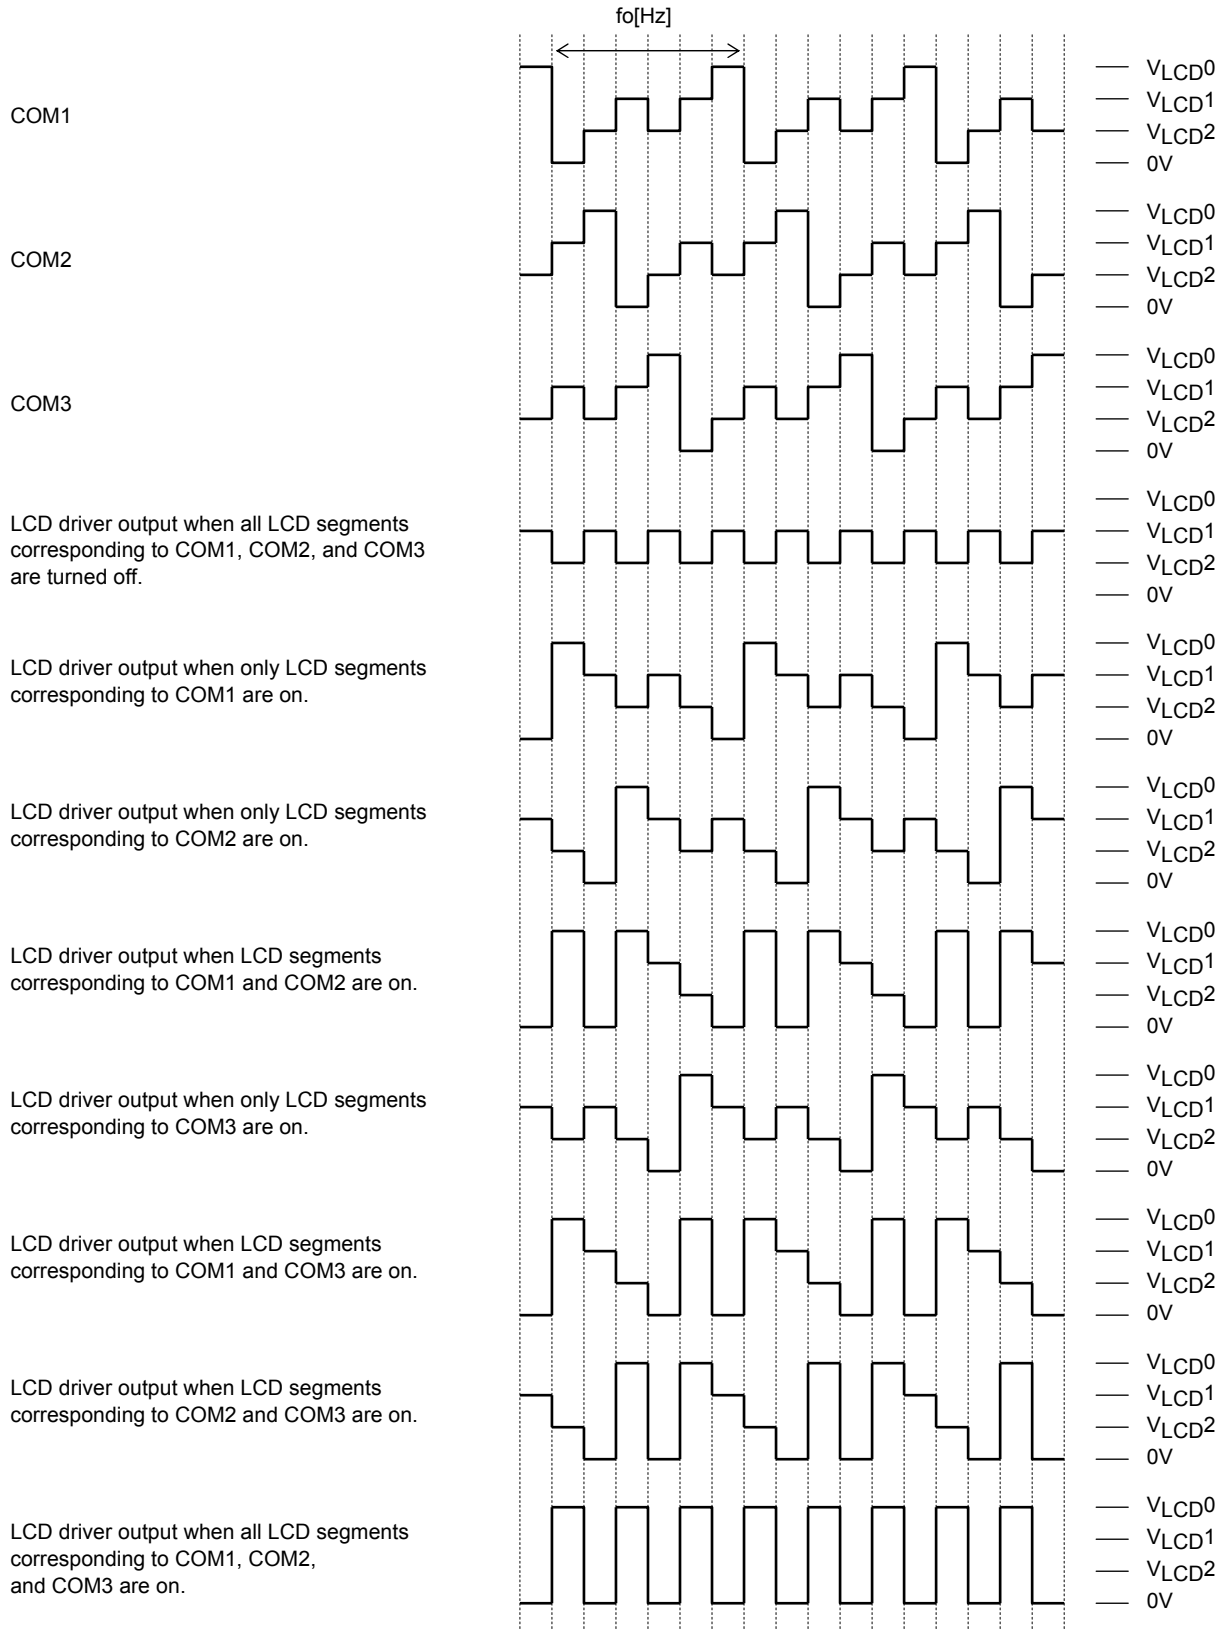 fo[Hz]
COM1
VLCD0
VLCD1
VLCD2
0V
COM2
VLCD0
VLCD1
VLCD2
0V
COM3
VLCD0
VLCD1
VLCD2
0V
LCD driver output when all LCD segments
corresponding to COM1, COM2, and COM3
are turned off.
VLCD0
VLCD1
VLCD2
0V
LCD driver output when only LCD segments
corresponding to COM1 are on.
VLCD0
VLCD1
VLCD2
0V
LCD driver output when only LCD segments
corresponding to COM2 are on.
VLCD0
VLCD1
VLCD2
0V
LCD driver output when LCD segments
corresponding to COM1 and COM2 are on.
VLCD0
VLCD1
VLCD2
0V
LCD driver output when only LCD segments
corresponding to COM3 are on.
VLCD0
VLCD1
VLCD2
0V
LCD driver output when LCD segments
corresponding to COM1 and COM3 are on.
VLCD0
VLCD1
VLCD2
0V
LCD driver output when LCD segments
corresponding to COM2 and COM3 are on.
VLCD0
VLCD1
VLCD2
0V
LCD driver output when all LCD segments
corresponding to COM1, COM2,
and COM3 are on.
VLCD0
VLCD1
VLCD2
0V